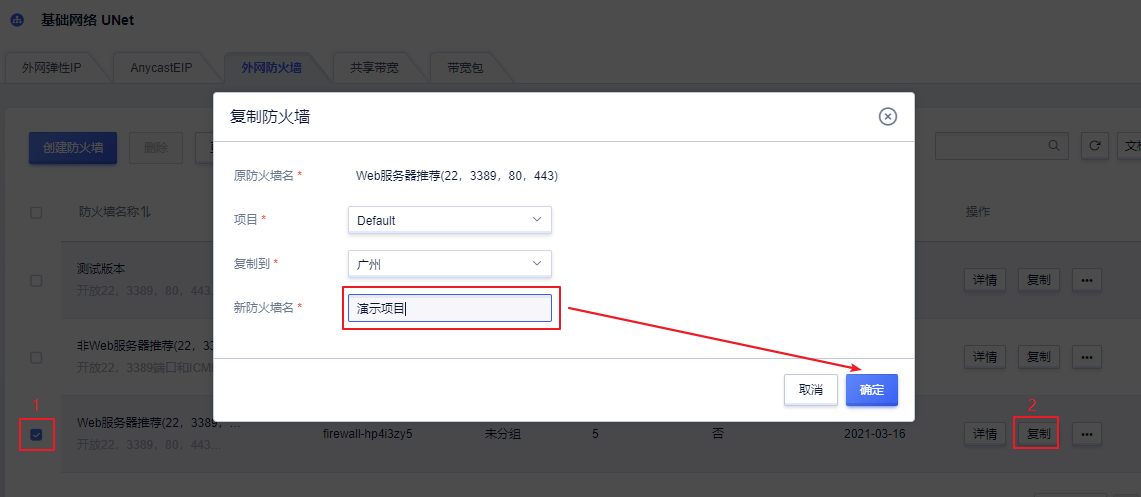 基础网络 UNet
外网弹性IP
AnycastEIP
外网防火墙
共享带宽
带宽包
创建防火墙
删除
复制防火墙
原防火墙名 *
Web服务器推荐(22，3389，80，443)
项目 *
Default
复制到 *
广州
新防火墙名 *
演示项目
取消
确定
防火墙名称
操作
测试版本
开放22，3389，80，443
详情
复制
...
非Web服务器推荐(22，3
开放22，3389端口和ICM
详情
复制
...
1
2
Web服务器推荐(22，3389，...
开放22，3389，80，443...
firewall-hp4i3zy5
未分组
5
否
2021-03-16
详情
复制
...